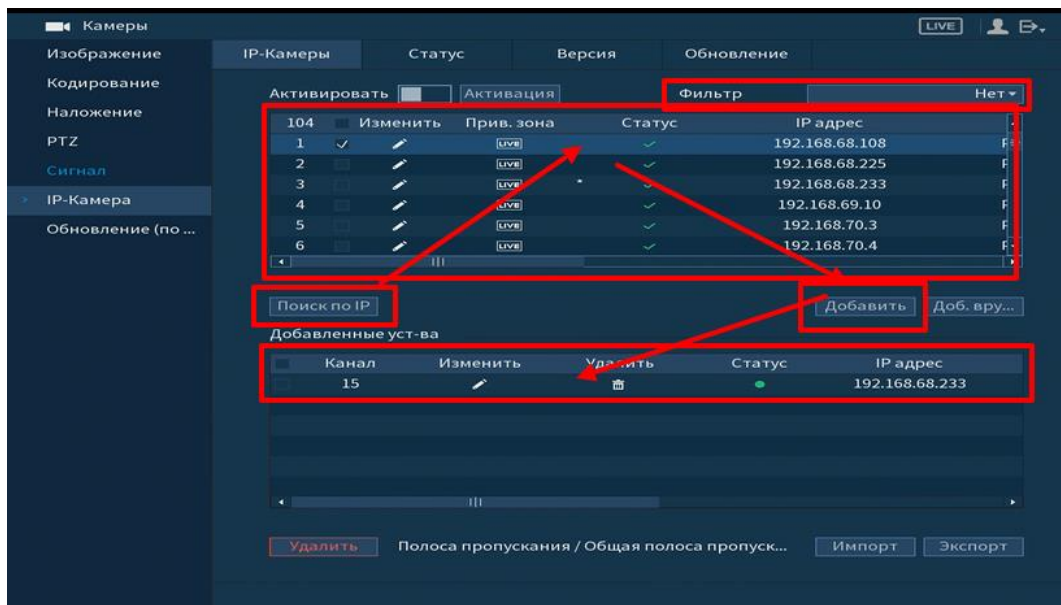 Камеры LIVE
Изображение
Кодирование
Наложение
PTZ
Сигнал
IP-Камера
Обновление (по ...
IP-Камеры Статус Версия Обновление
Активировать Активация Фильтр Нет
104 Изменить Прив. зона Статус IP адрес
1 LIVE 192.168.68.108
2 LIVE 192.168.68.225
3 LIVE * 192.168.68.233
4 LIVE 192.168.69.10
5 LIVE 192.168.70.3
6 LIVE 192.168.70.4
Поиск по IP Добавить Доб. вру...
Добавленные уст-ва
Канал Изменить Удалить Статус IP адрес
15 192.168.68.233
Удалить Полоса пропускания / Общая полоса пропуск... Импорт Экспорт